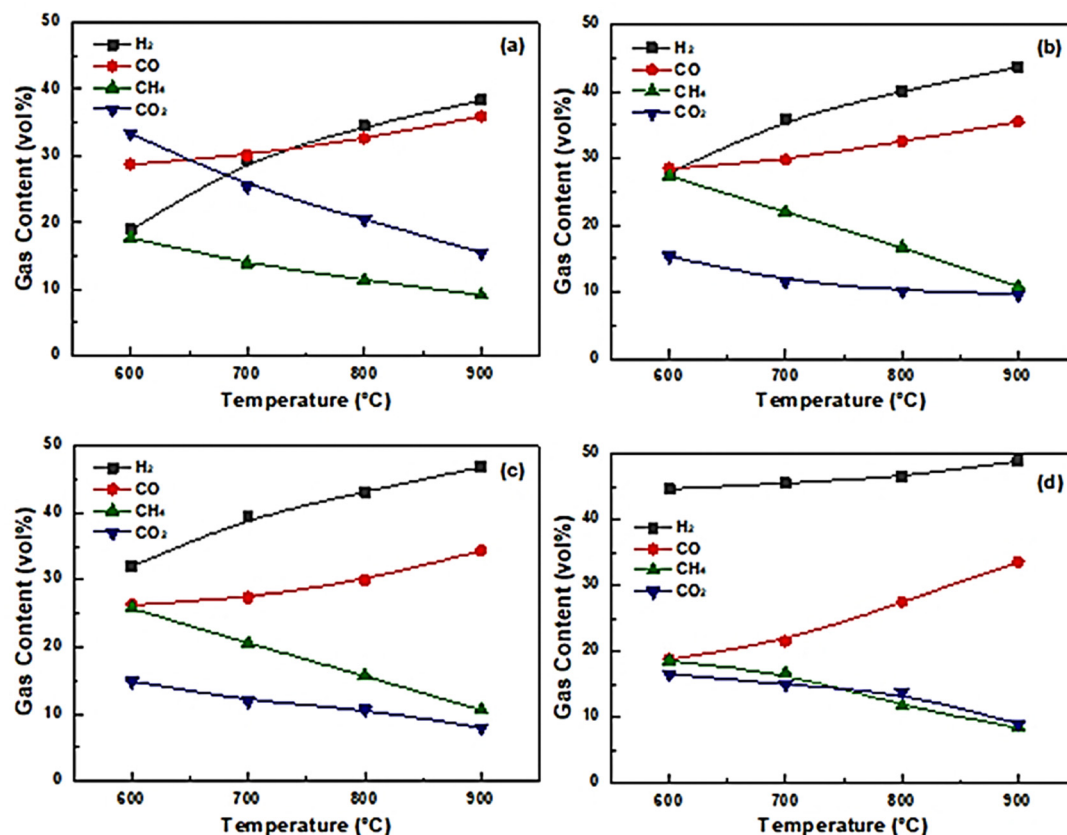 50
40
30
20
10
0
Gas Content (vol%)
H₂
CO
CH₄
CO₂
(a)
600 700 800 900
Temperature (°C)
50
40
30
20
10
0
Gas Content (vol%)
H₂
CO
CH₄
CO₂
(b)
600 700 800 900
Temperature (°C)
50
40
30
20
10
0
Gas Content (vol%)
H₂
CO
CH₄
CO₂
(c)
600 700 800 900
Temperature (°C)
50
40
30
20
10
0
Gas Content (vol%)
H₂
CO
CH₄
CO₂
(d)
600 700 800 900
Temperature (°C)